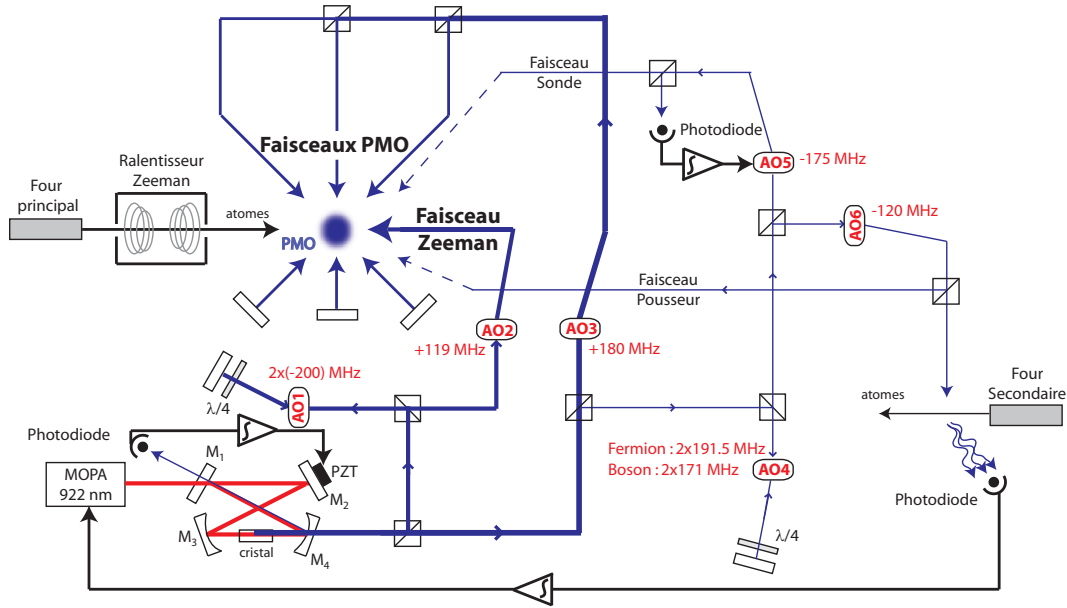 Faisceau
Sonde
Photodiode
AO5
-175 MHz
Faisceaux PMO
Ralentisseur
Zeeman
Four
principal
atomes
PMO
Faisceau
Zeeman
-120 MHz
AO6
Faisceau
Pousseur
AO2
+119 MHz
AO3
+180 MHz
2x(-200) MHz
λ/4
AO1
Four
Secondaire
atomes
Photodiode
M1
MOPA
922 nm
PZT
M2
M3
cristal
M4
Fermion : 2x191.5 MHz
Boson : 2x171 MHz
AO4
λ/4
Photodiode
∫
∫
∫